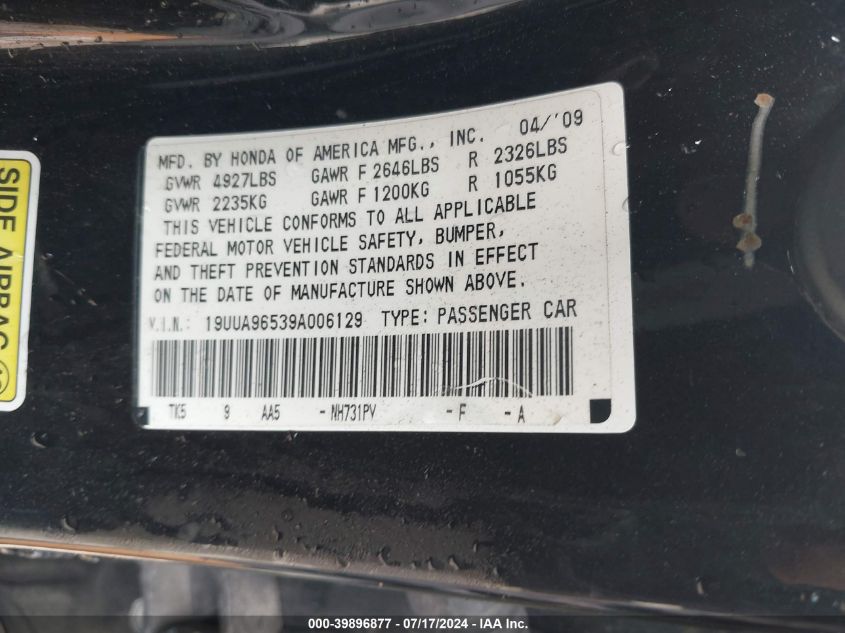 MFD. BY HONDA OF AMERICA MFG., INC. 04/'09
GVWR 4927LBS GAWR F 2646LBS R 2326LBS
GVWR 2235KG GAWR F 1200KG R 1055KG
THIS VEHICLE CONFORMS TO ALL APPLICABLE
FEDERAL MOTOR VEHICLE SAFETY, BUMPER,
AND THEFT PREVENTION STANDARDS IN EFFECT
ON THE DATE OF MANUFACTURE SHOWN ABOVE.
V.I.N.: 19UUA96539A006129 TYPE: PASSENGER CAR
TK5 9 AA5 -NH731PV -F -A
SIDE AIRBAG
000-39896877 - 07/17/2024 - IAA Inc.